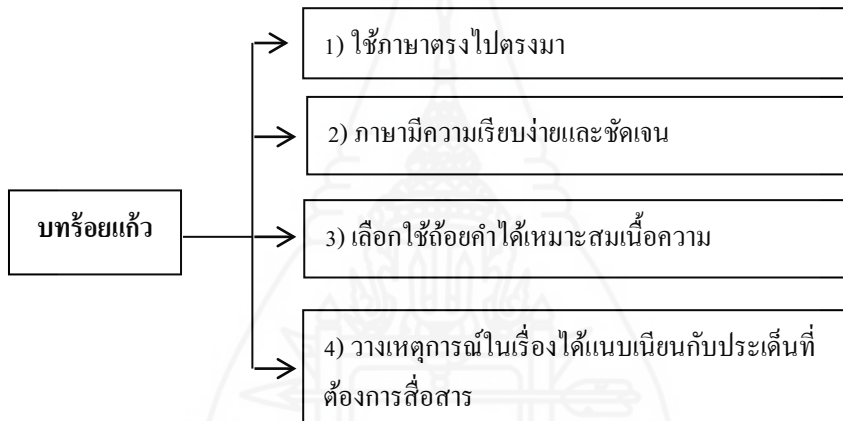 1) ใช้ภาษาตรงไปตรงมา
2) ภาษามีความเรียบง่ายและชัดเจน
บทร้อยแก้ว
3) เลือกใช้ถ้อยคำได้เหมาะสมเนื้อความ
4) วางเหตุการณ์ในเรื่องได้แนบเนียนกับประเด็นที่
ต้องการสื่อสาร